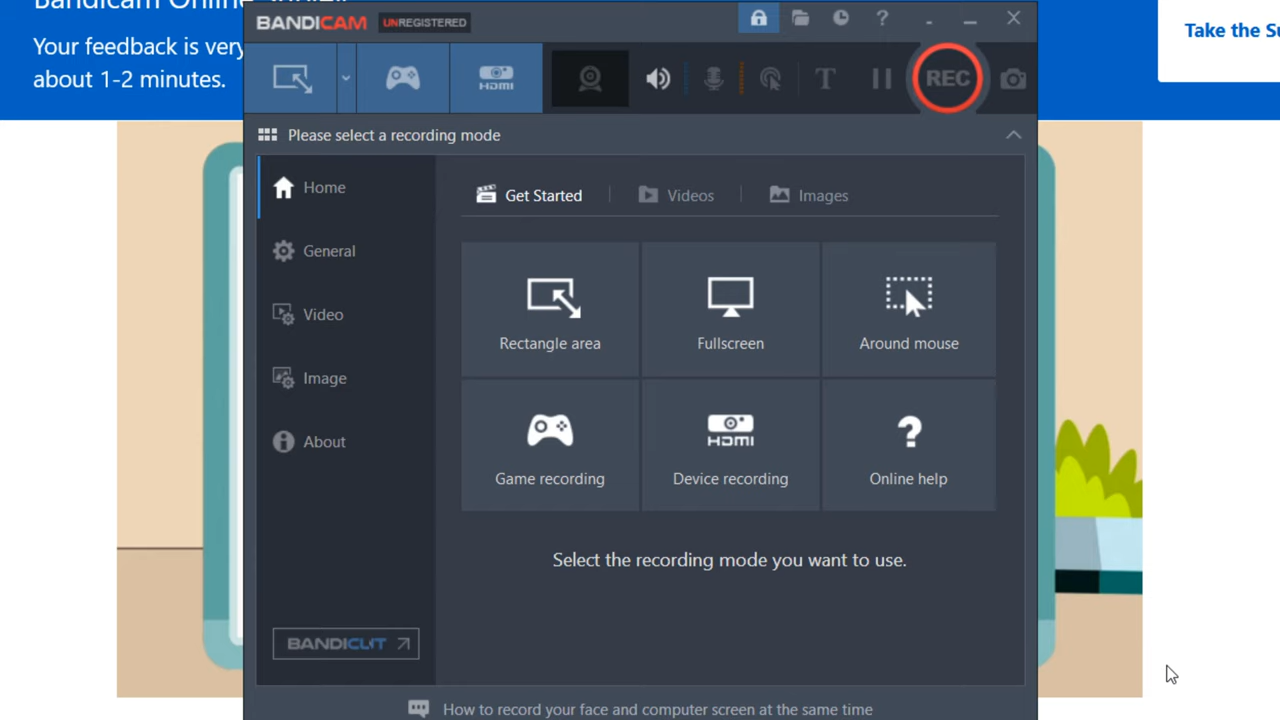 Your feedback is very
about 1-2 minutes.
Take the Su
BANDICAM UNREGISTERED
HDMI
T
REC
Please select a recording mode
Home
General
Video
Image
About
Get Started
Videos
Images
Rectangle area
Fullscreen
Around mouse
HDMI
?
Game recording
Device recording
Online help
Select the recording mode you want to use.
BANDICUT
How to record your face and computer screen at the same time